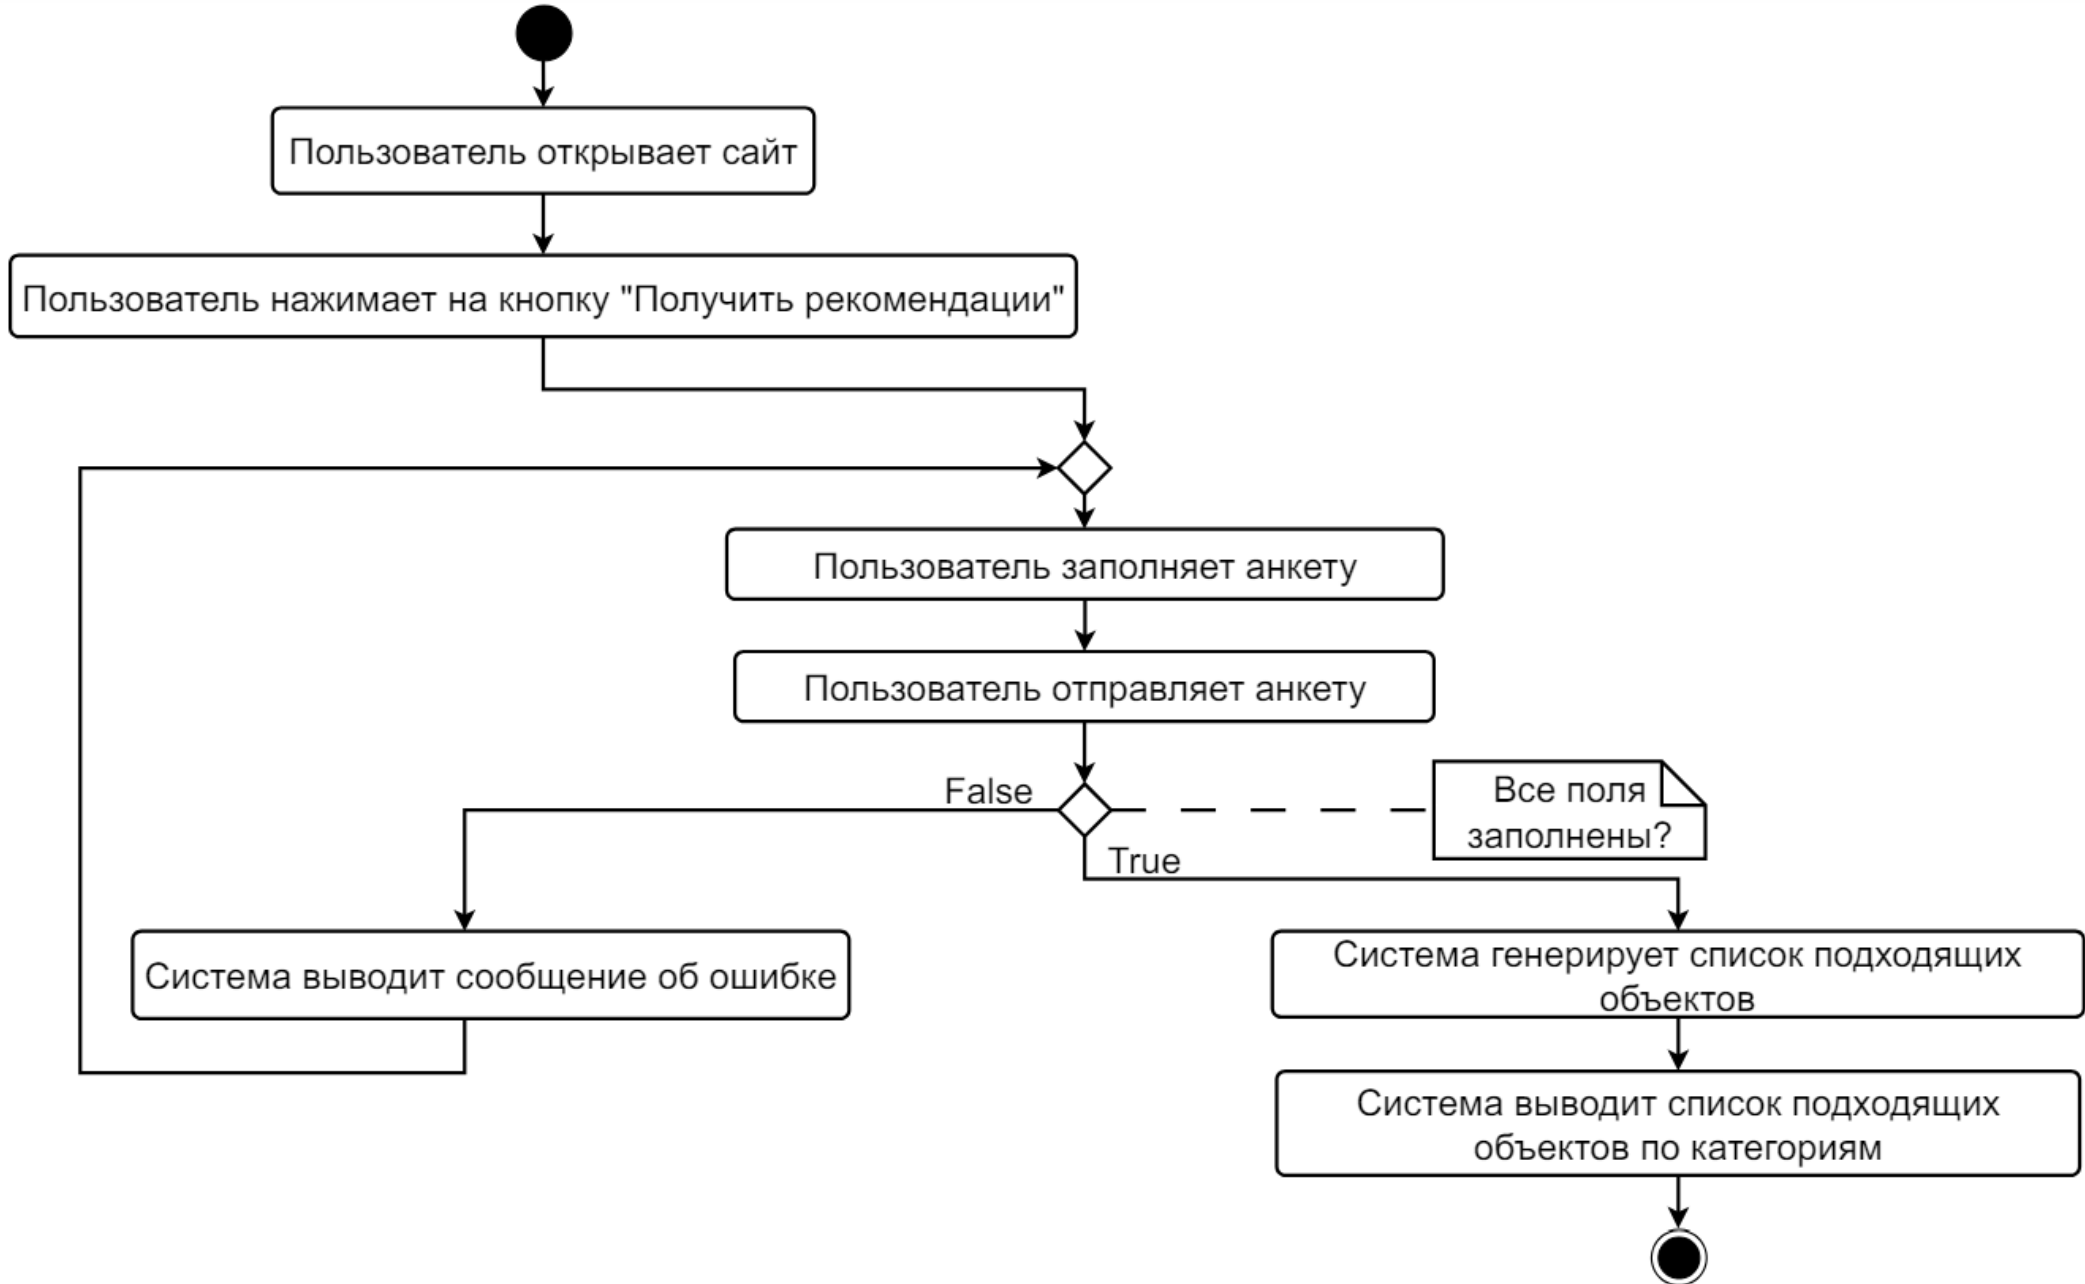 Пользователь открывает сайт
Пользователь нажимает на кнопку "Получить рекомендации"
Пользователь заполняет анкету
Пользователь отправляет анкету
False
Все поля
заполнены?
True
Система выводит сообщение об ошибке
Система генерирует список подходящих
объектов
Система выводит список подходящих
объектов по категориям